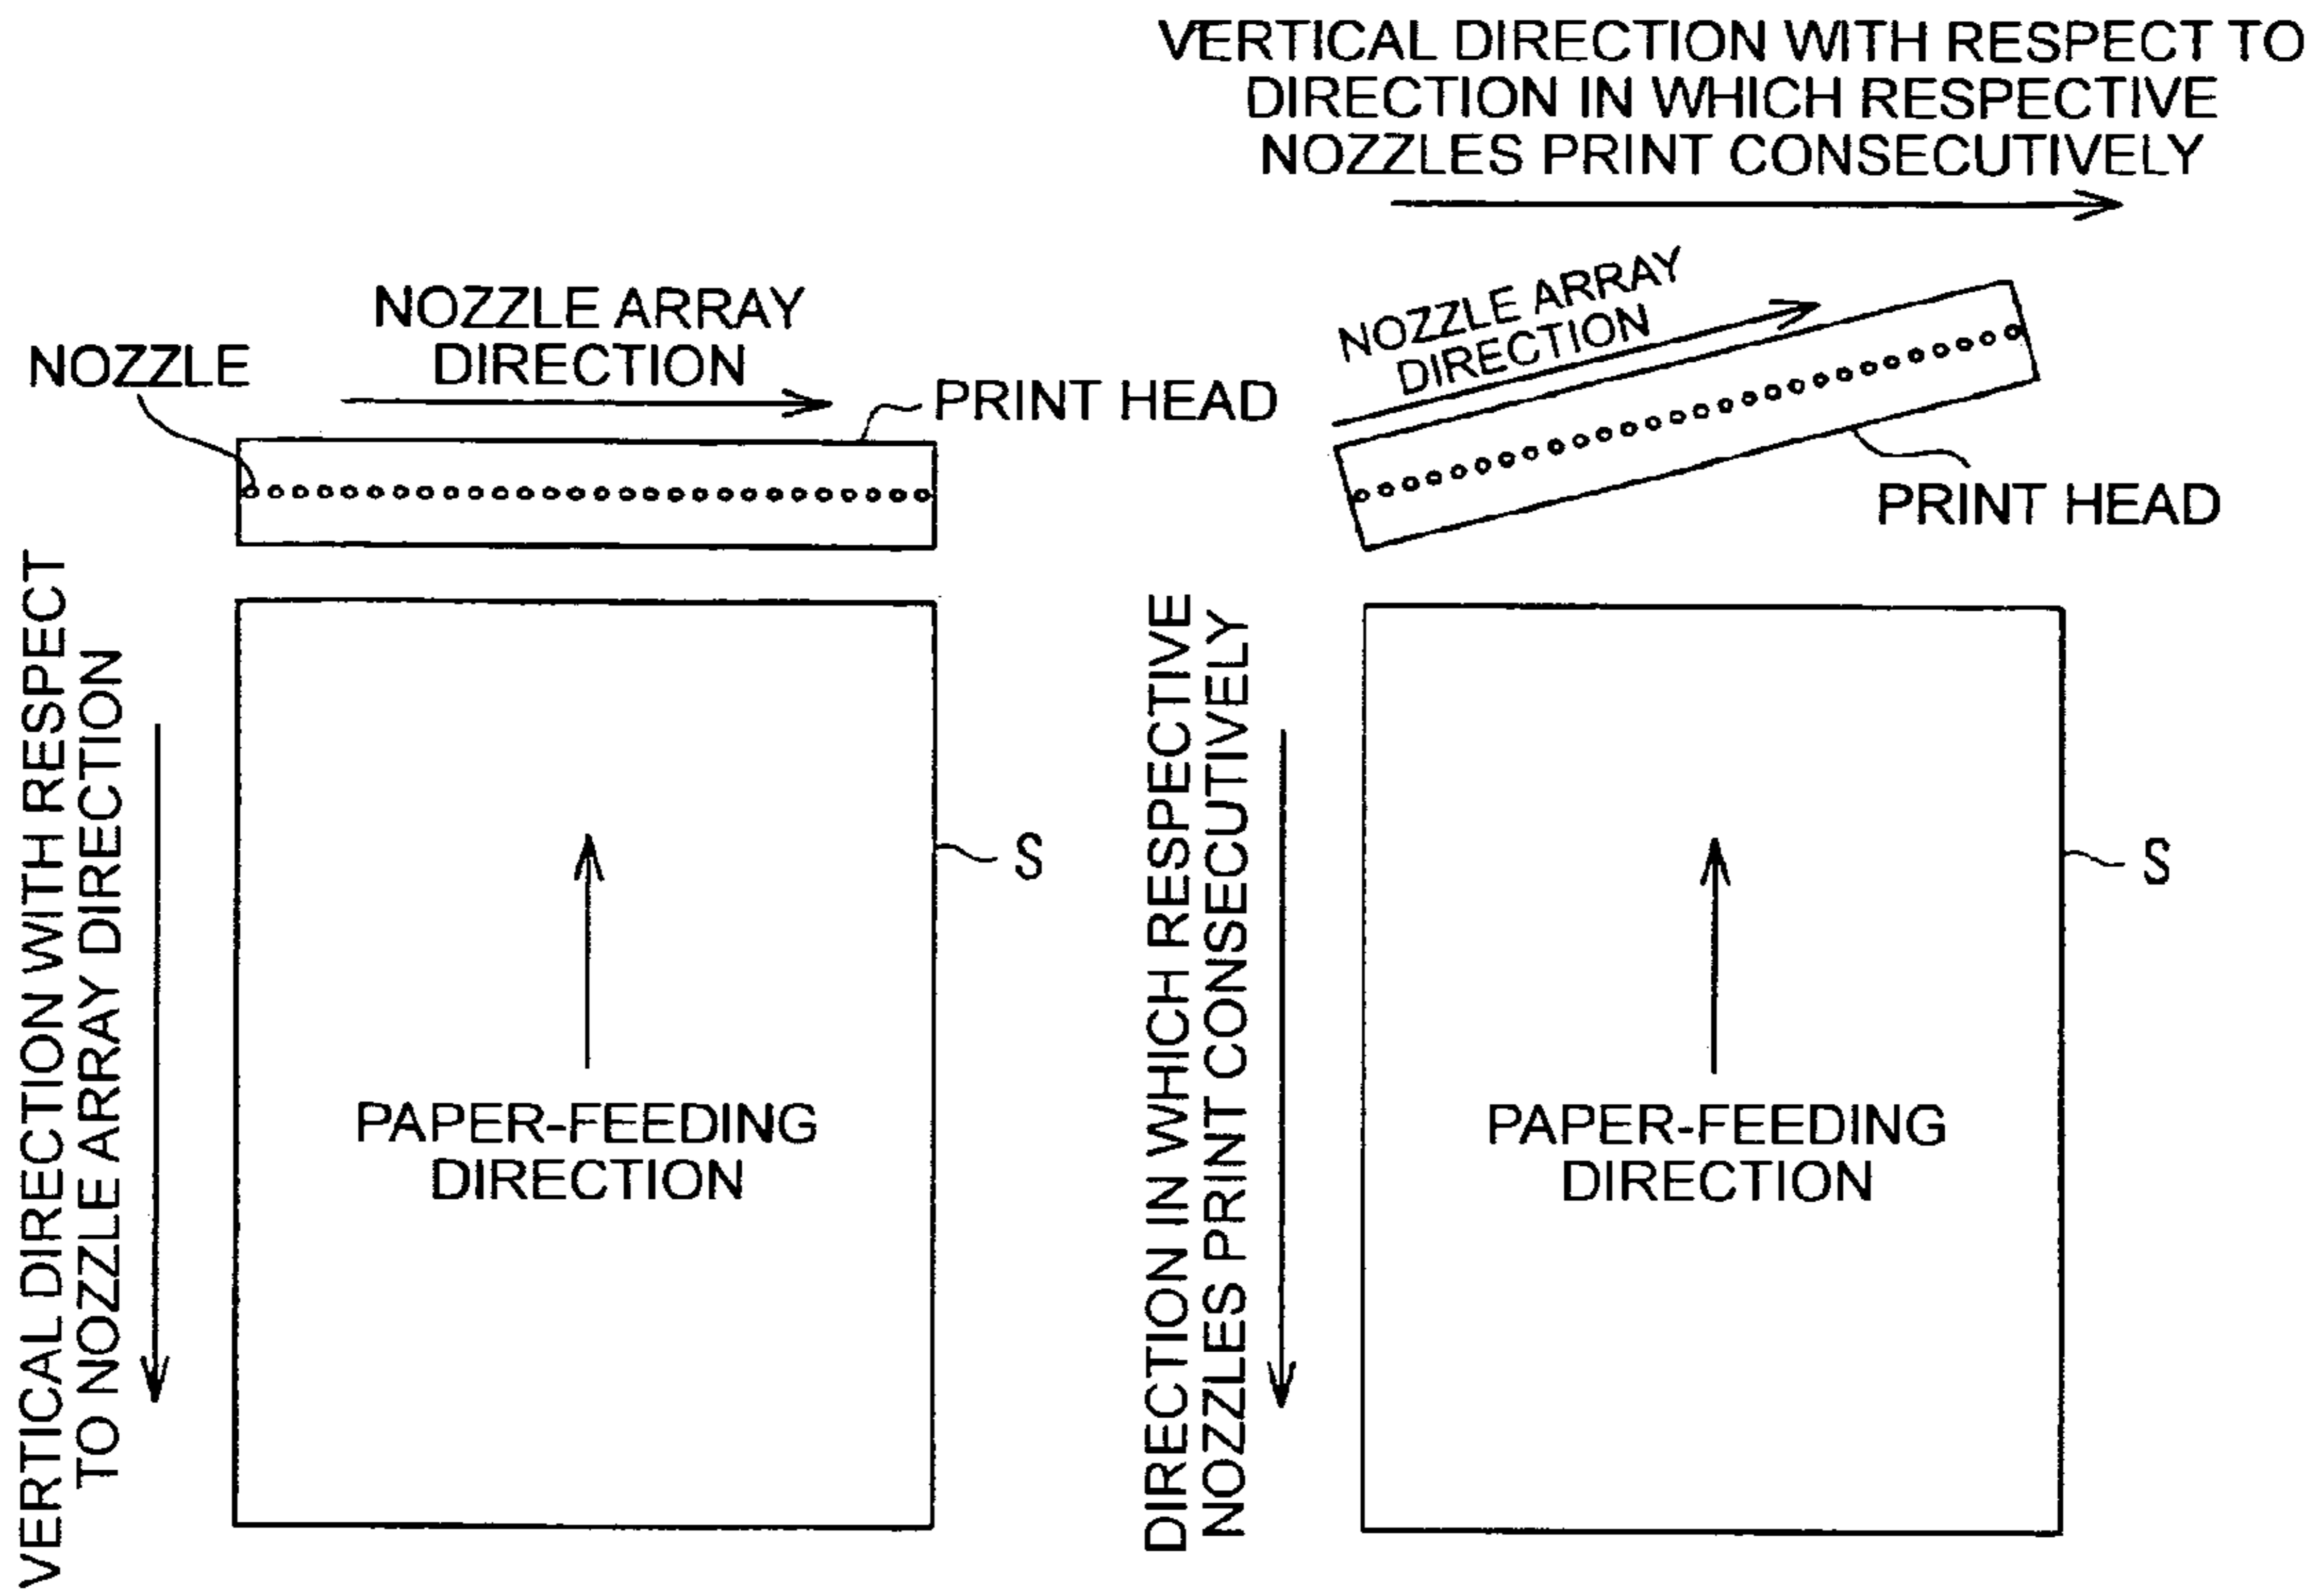 NOZZLE
NOZZLE ARRAY
DIRECTION
PRINT HEAD
VERTICAL DIRECTION WITH RESPECT
TO NOZZLE ARRAY DIRECTION
S
PAPER-FEEDING
DIRECTION
VERTICAL DIRECTION WITH RESPECT TO
DIRECTION IN WHICH RESPECTIVE
NOZZLES PRINT CONSECUTIVELY
NOZZLE ARRAY
DIRECTION
PRINT HEAD
DIRECTION IN WHICH RESPECTIVE
NOZZLES PRINT CONSECUTIVELY
S
PAPER-FEEDING
DIRECTION